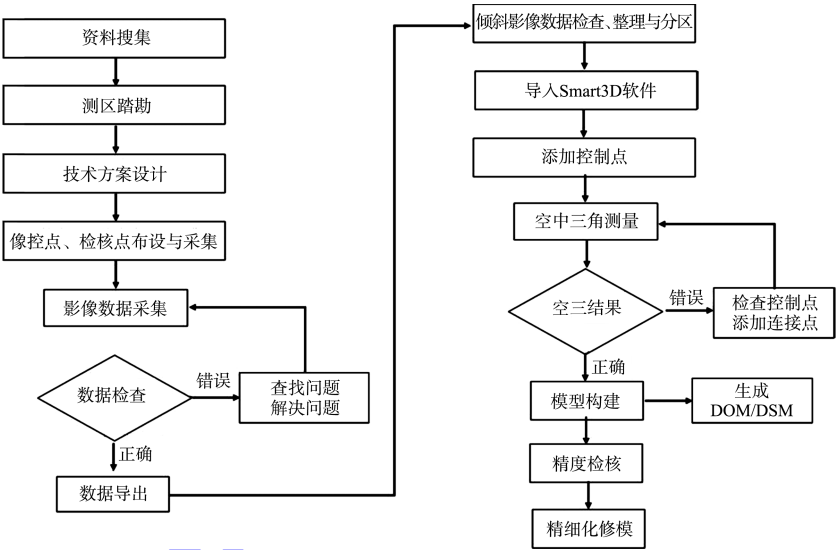 资料搜集
测区踏勘
技术方案设计
像控点、检核点布设与采集
影像数据采集
数据检查
错误
查找问题
解决问题
正确
数据导出
倾斜影像数据检查、整理与分区
导入Smart3D软件
添加控制点
空中三角测量
空三结果
错误
检查控制点
添加连接点
正确
模型构建
生成
DOM/DSM
精度检核
精细化修模